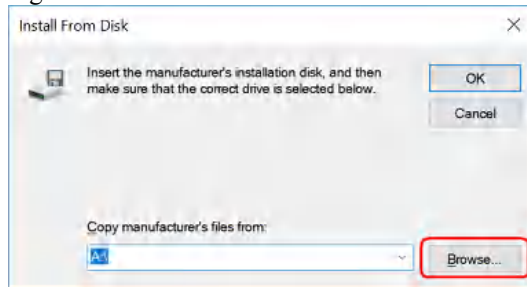 Install From Disk
Insert the manufacturer's installation disk, and then
make sure that the correct drive is selected below.
OK
Cancel
Copy manufacturer's files from:
A:\
Browse...